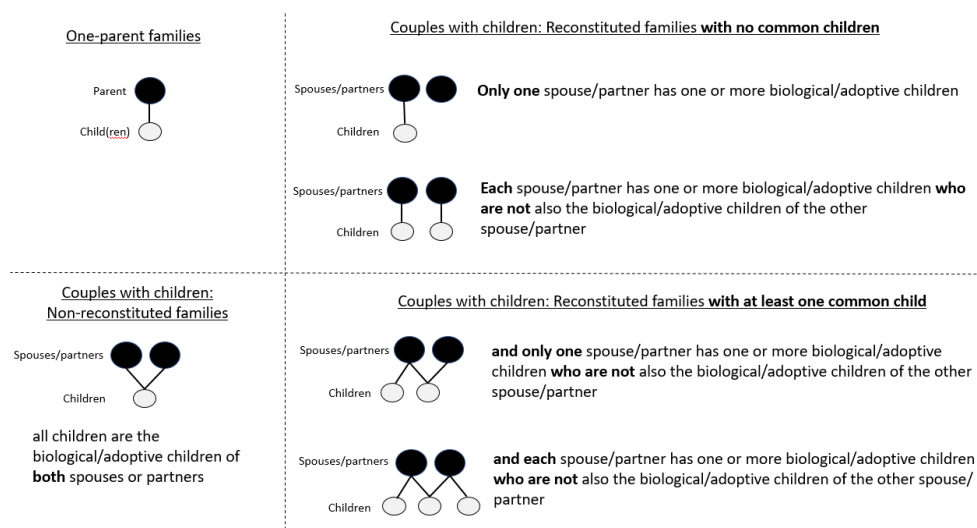 One-parent families
Parent
Child(ren)
Couples with children: Reconstituted families with no common children
Spouses/partners
Only one spouse/partner has one or more biological/adoptive children
Children
Spouses/partners
Each spouse/partner has one or more biological/adoptive children who
are not also the biological/adoptive children of the other
spouse/partner
Children
Couples with children:
Non-reconstituted families
Spouses/partners
Children
all children are the
biological/adoptive children of
both spouses or partners
Couples with children: Reconstituted families with at least one common child
Spouses/partners
and only one spouse/partner has one or more biological/adoptive
children who are not also the biological/adoptive children of the other
spouse/partner
Children
Spouses/partners
and each spouse/partner has one or more biological/adoptive children
who are not also the biological/adoptive children of the other spouse/
partner
Children